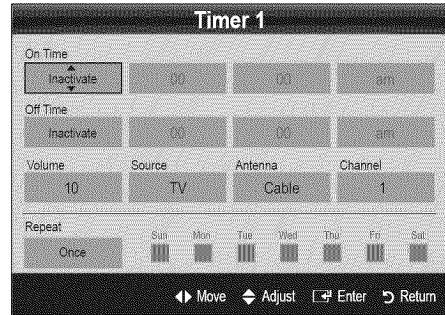 Timer 1
On Time
Inactivate 00 00 am
Off Time
Inactivate 00 00 am
Volume Source Antenna Channel
10 TV Cable 1
Repeat Sun Mon Tue Wed Thu Fri Sat
Once
Move Adjust Enter Return